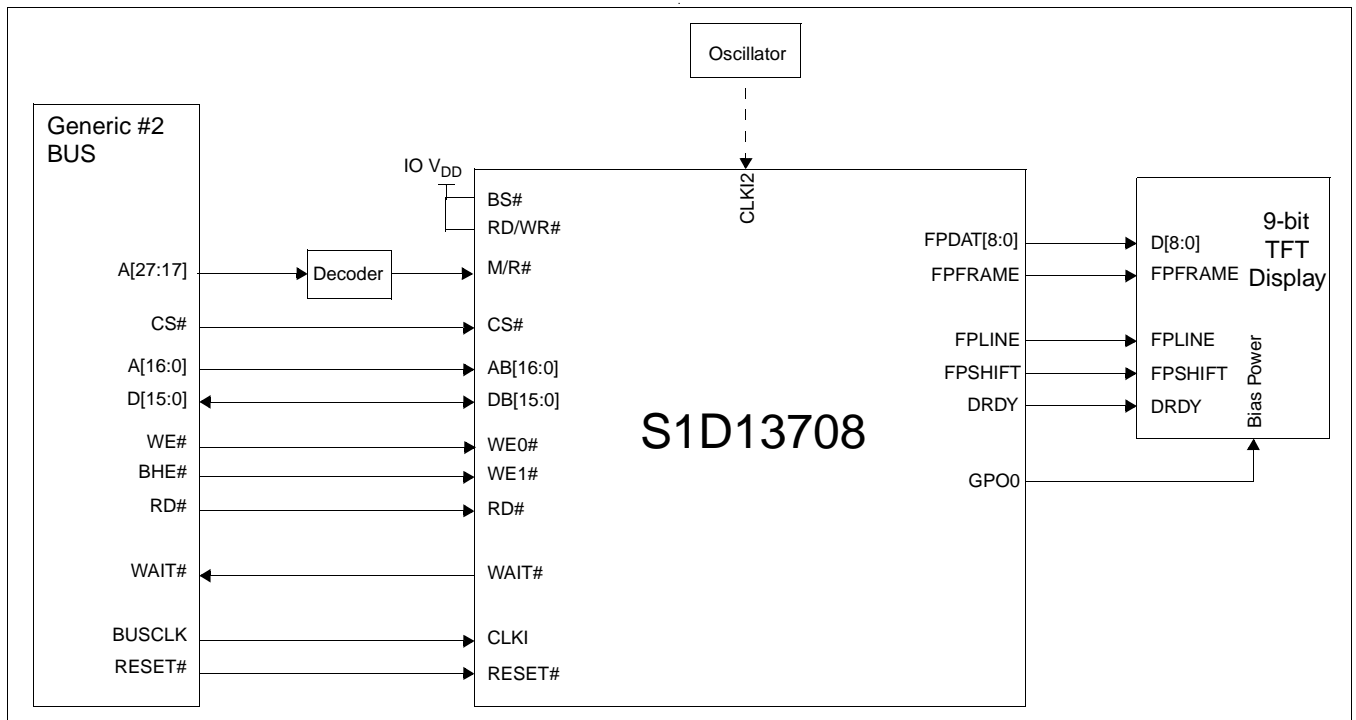 Oscillator
Generic #2
BUS
IO VDD
BS#
RD/WR#
CLKI2
A[27:17]
Decoder
M/R#
CS#
CS#
A[16:0]
AB[16:0]
D[15:0]
DB[15:0]
WE#
WE0#
BHE#
WE1#
RD#
RD#
WAIT#
WAIT#
BUSCLK
CLKI
RESET#
RESET#
S1D13708
FPDAT[8:0]
FPFRAME
FPLINE
FPSHIFT
DRDY
GPO0
D[8:0]
FPFRAME
FPLINE
FPSHIFT
DRDY
9-bit
TFT
Display
Bias Power